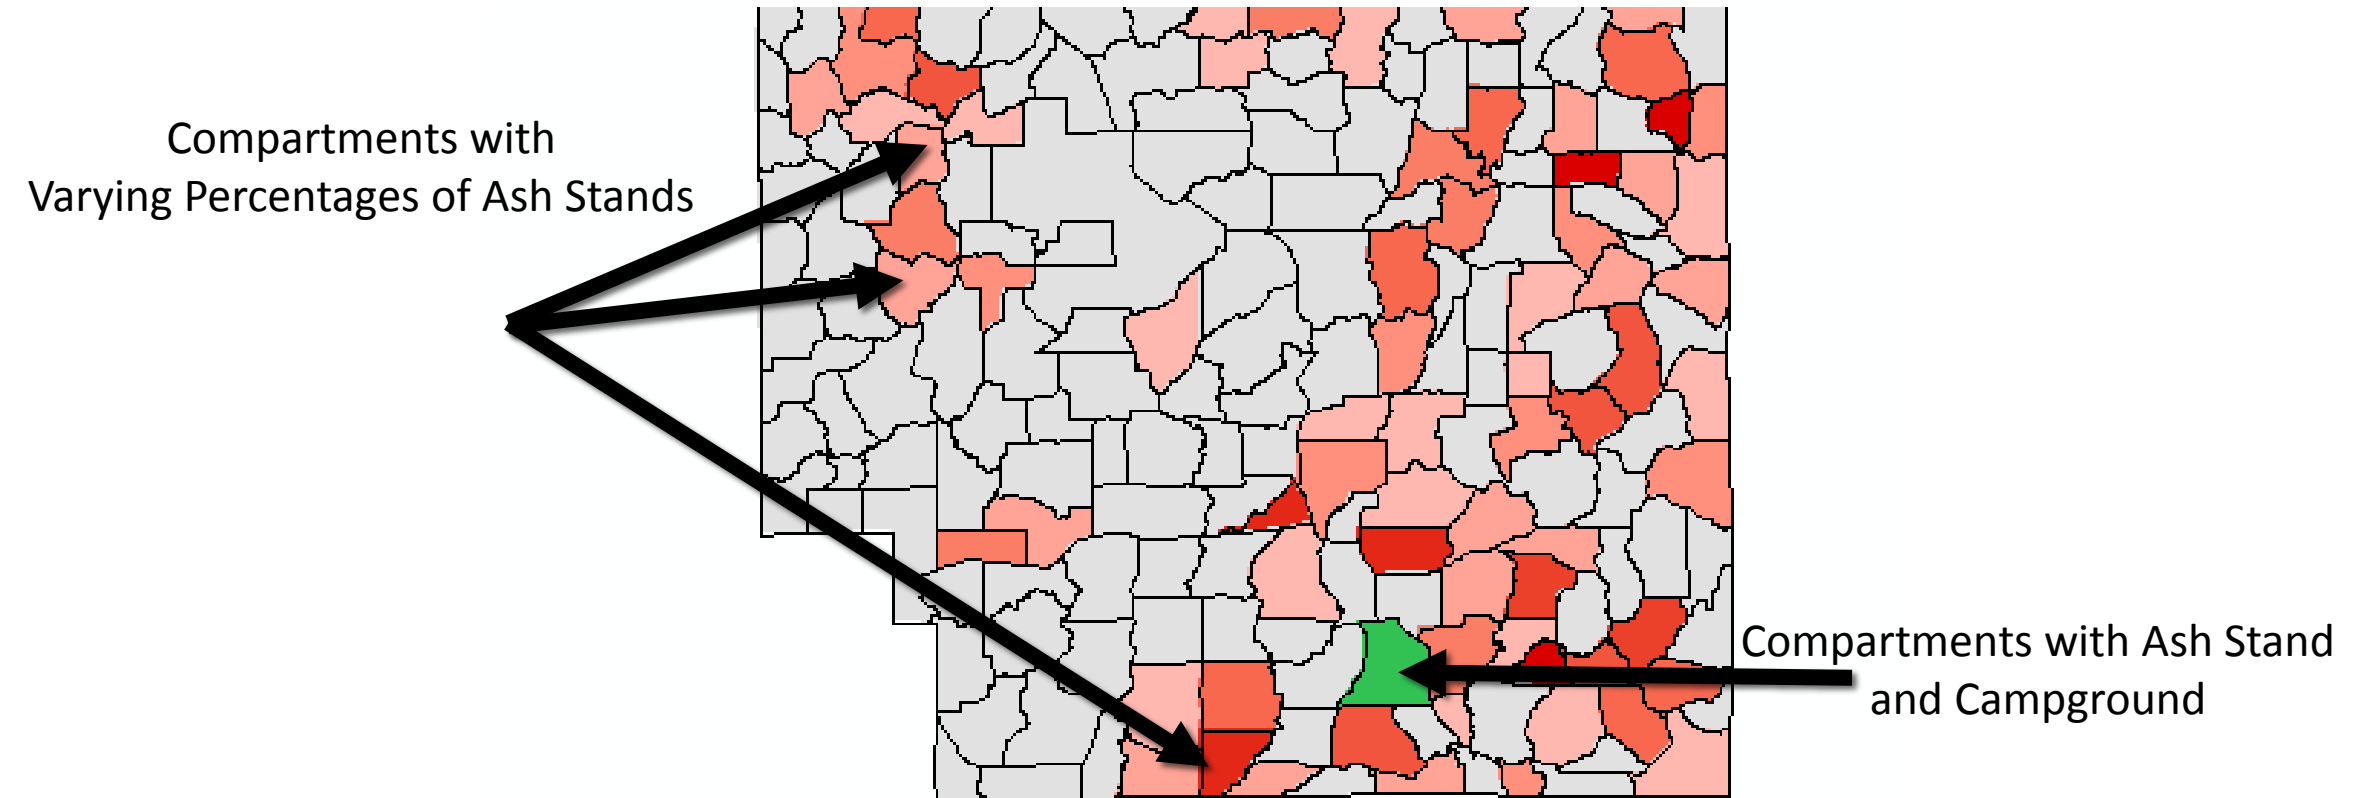 Compartments with
Varying Percentages of Ash Stands
Compartments with Ash Stand
and Campground